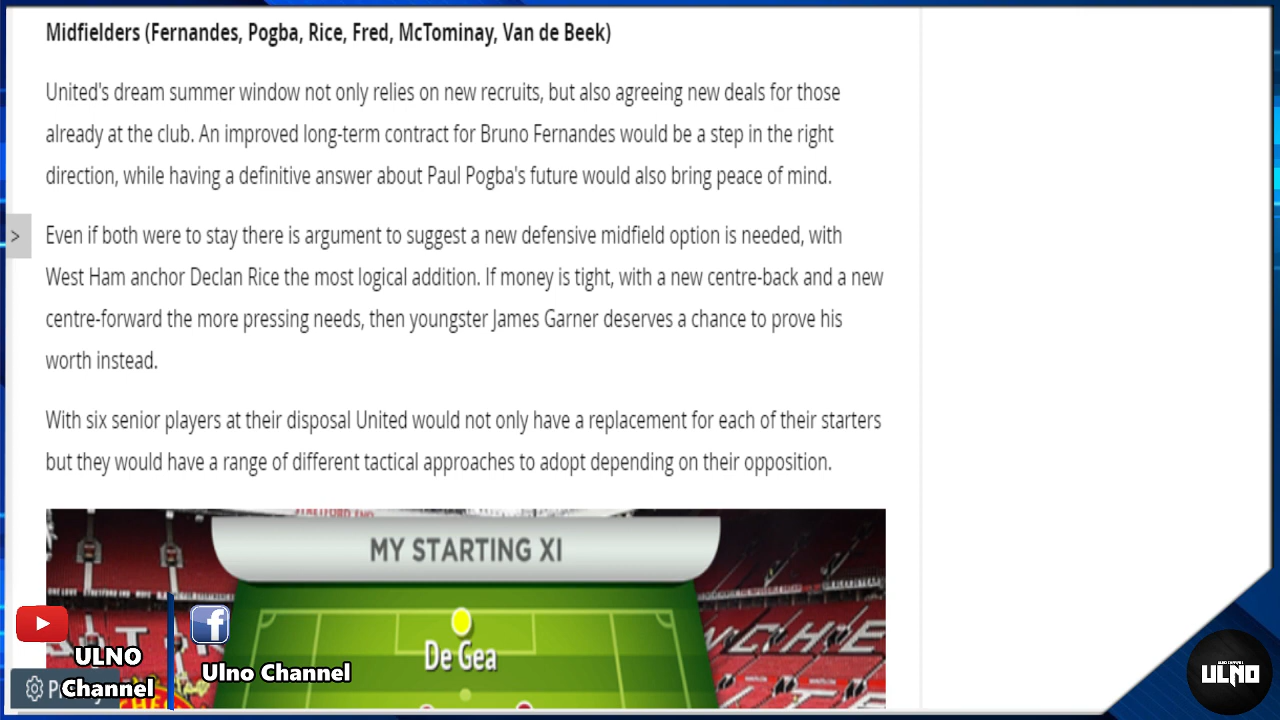 Midfielders (Fernandes, Pogba, Rice, Fred, McTominay, Van de Beek)
United's dream summer window not only relies on new recruits, but also agreeing new deals for those
already at the club. An improved long-term contract for Bruno Fernandes would be a step in the right
direction, while having a definitive answer about Paul Pogba's future would also bring peace of mind.
>
Even if both were to stay there is argument to suggest a new defensive midfield option is needed, with
West Ham anchor Declan Rice the most logical addition. If money is tight, with a new centre-back and a new
centre-forward the more pressing needs, then youngster James Garner deserves a chance to prove his
worth instead.
With six senior players at their disposal United would not only have a replacement for each of their starters
but they would have a range of different tactical approaches to adopt depending on their opposition.
STRETFORD END
MY STARTING XI
De Gea
ULNO
Channel
Ulno Channel
ULNO